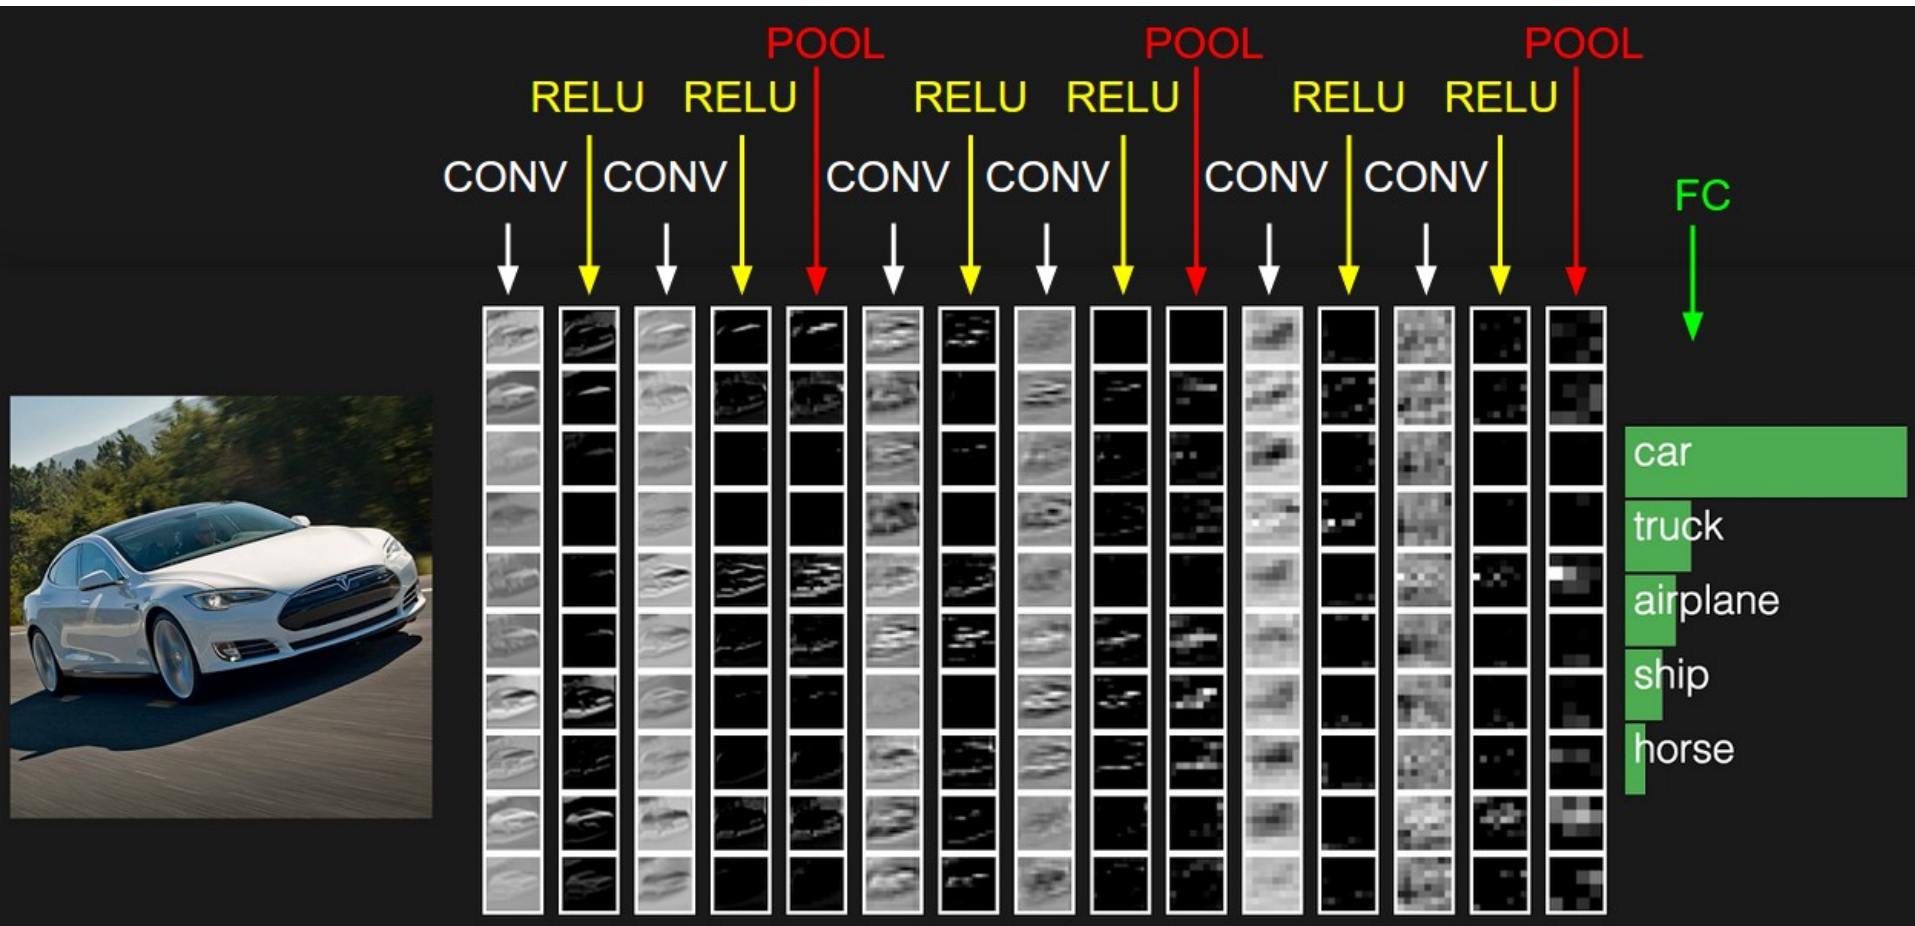 POOL POOL POOL
RELU RELU RELU RELU RELU RELU
CONV CONV CONV CONV CONV CONV
FC
car
truck
airplane
ship
horse